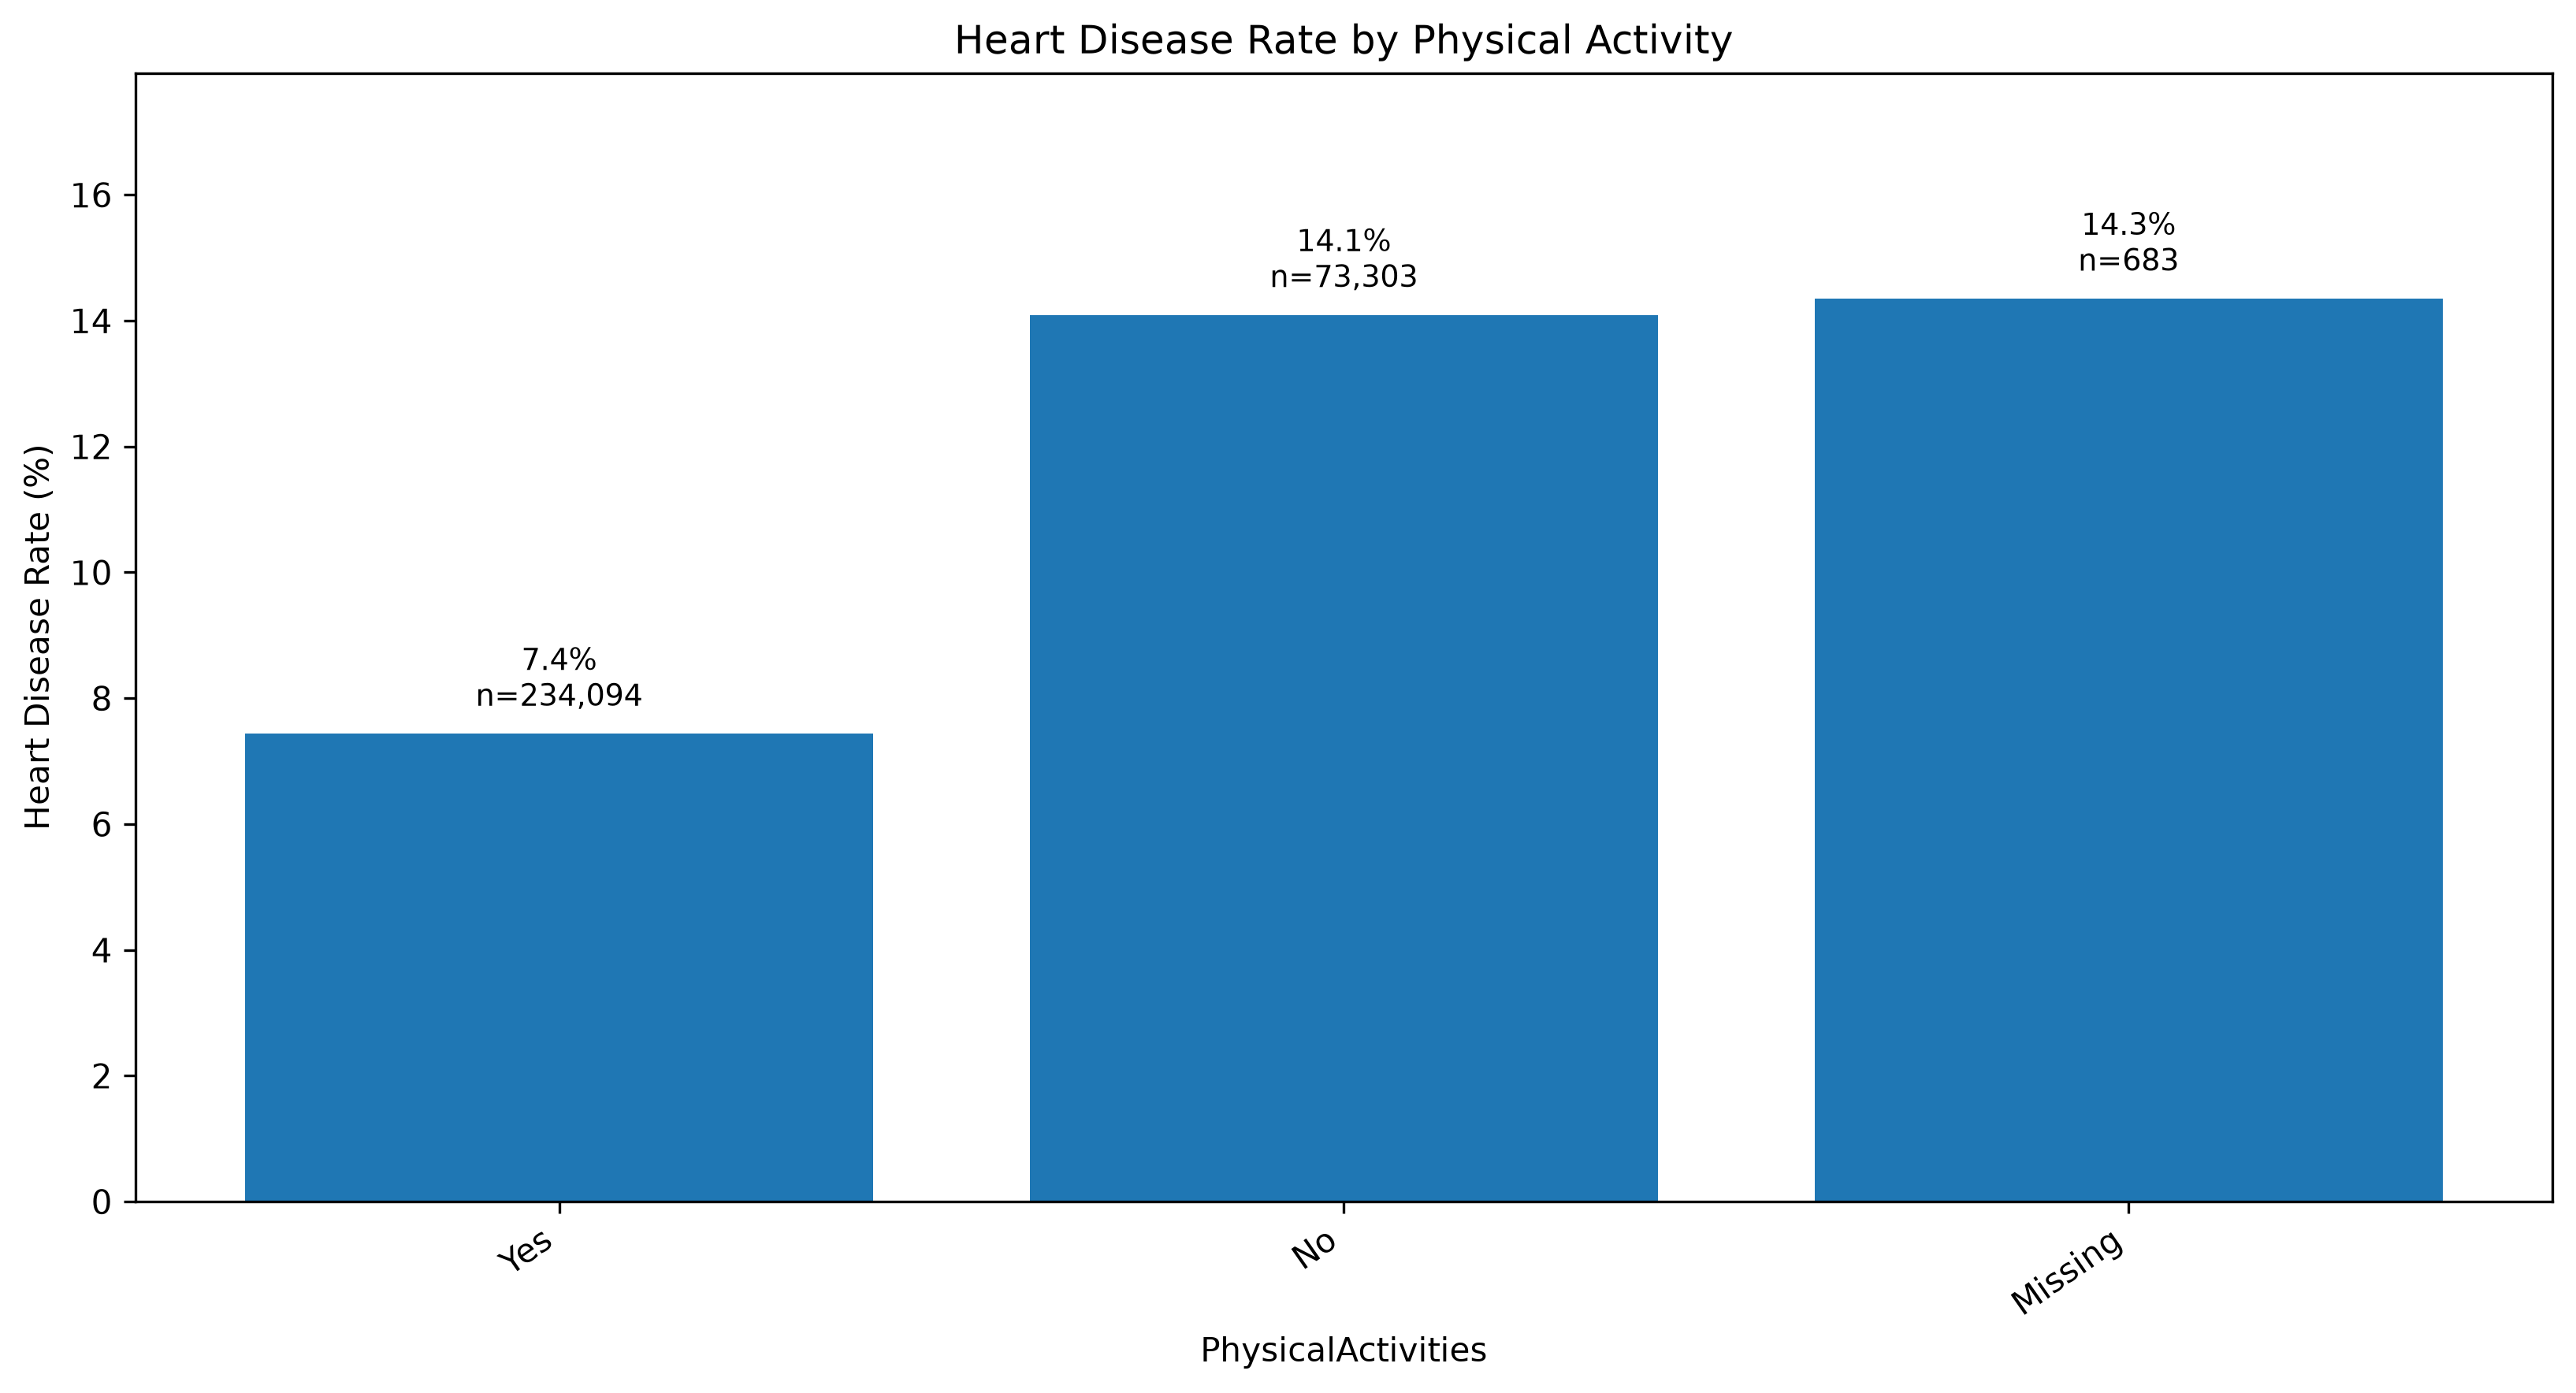 Heart Disease Rate by Physical Activity
Heart Disease Rate (%)
16
14
12
10
8
6
4
2
0
7.4%
n=234,094
14.1%
n=73,303
14.3%
n=683
Yes
No
Missing
PhysicalActivities